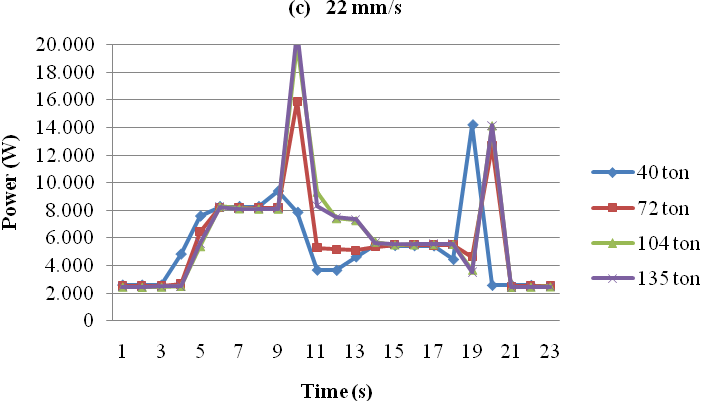 (c) 22 mm/s
Power (W)
20.000
18.000
16.000
14.000
12.000
10.000
8.000
6.000
4.000
2.000
0
1 3 5 7 9 11 13 15 17 19 21 23
Time (s)
40 ton
72 ton
104 ton
135 ton